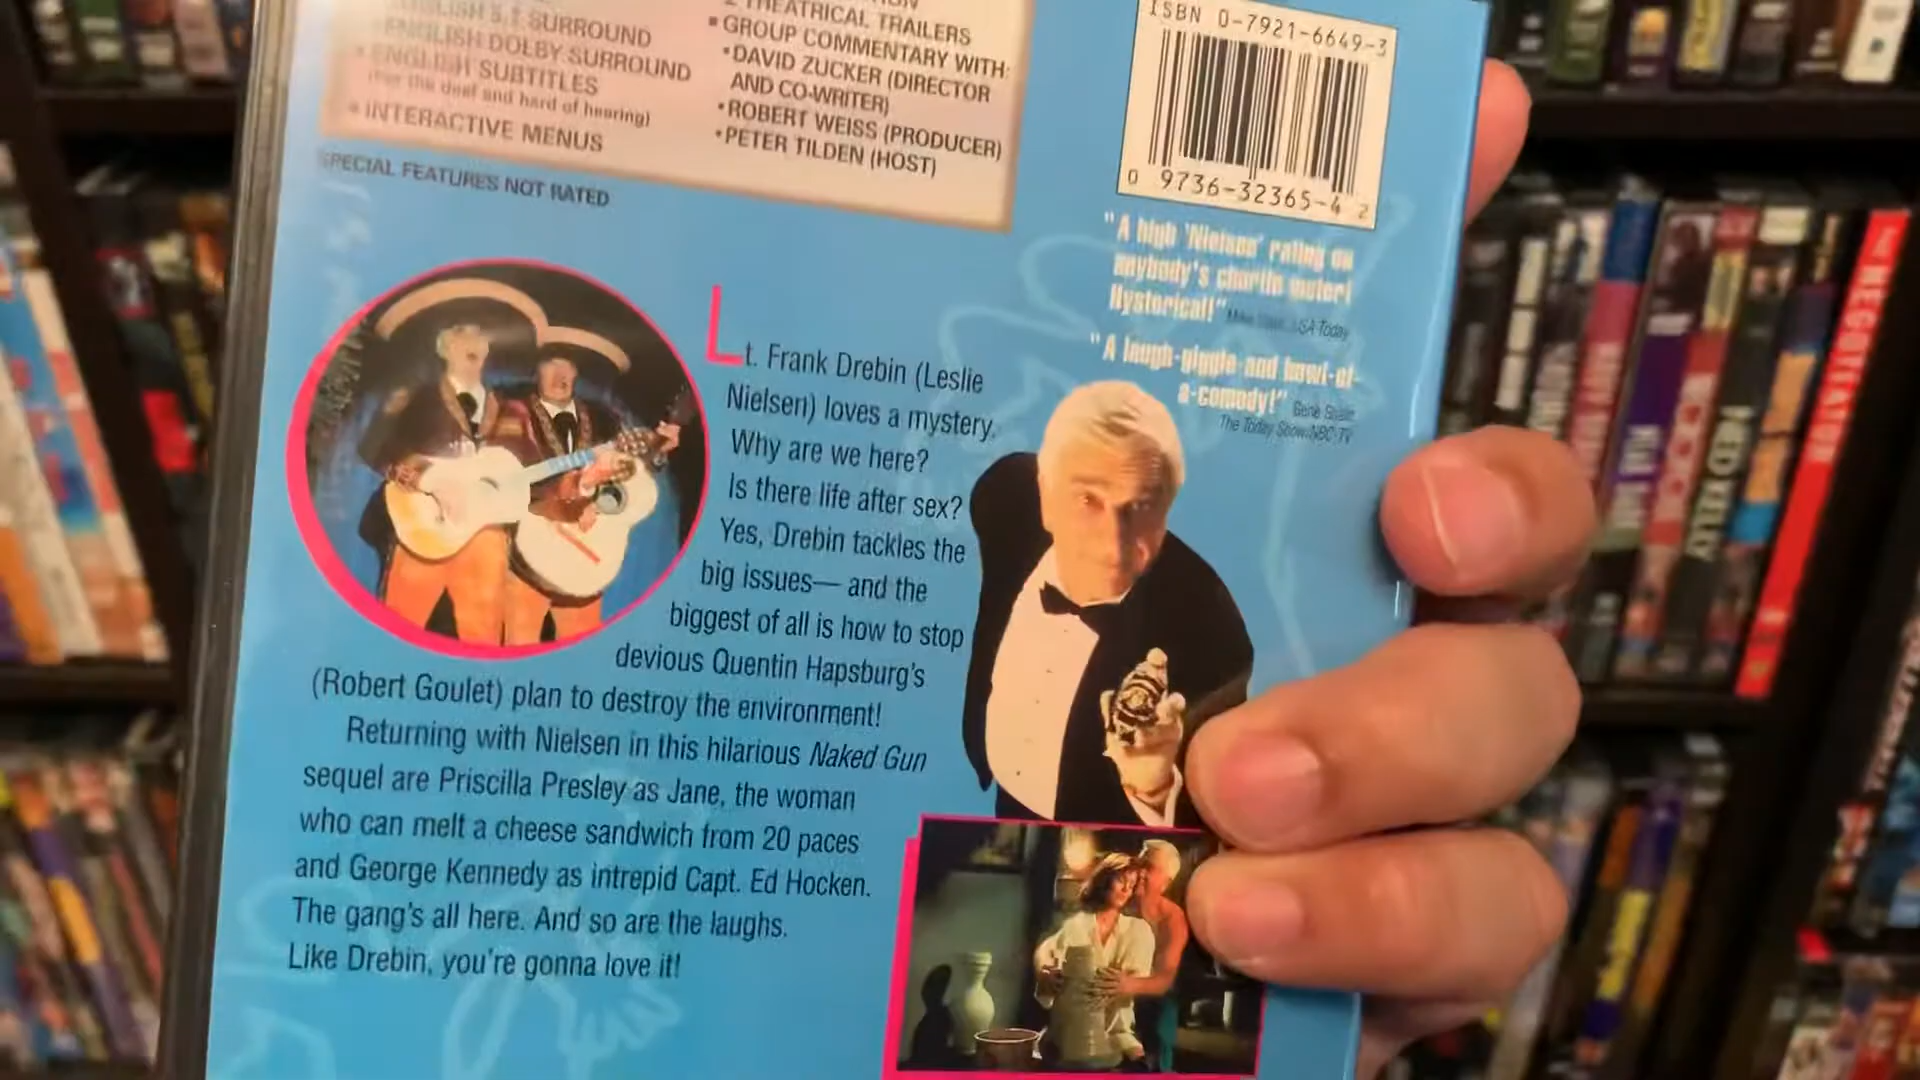 ENGLISH 5.1 SURROUND
ENGLISH DOLBY SURROUND
ENGLISH SUBTITLES
(for the deaf and hard of hearing)
INTERACTIVE MENUS
SPECIAL FEATURES NOT RATED
THEATRICAL TRAILERS
GROUP COMMENTARY WITH:
DAVID ZUCKER (DIRECTOR
AND CO-WRITER)
ROBERT WEISS (PRODUCER)
PETER TILDEN (HOST)
ISBN 0-7921-6649-3
0 9736-32365-4 2
"A high 'Nielsen' rating on
anybody's chortle meter!
Hysterical!" USA Today
"A laugh-giggle-and howl-of-
a-comedy!" Gene
The Today Show/NBC-TV
Lt. Frank Drebin (Leslie
Nielsen) loves a mystery.
Why are we here?
Is there life after sex?
Yes, Drebin tackles the
big issues— and the
biggest of all is how to stop
devious Quentin Hapsburg's
(Robert Goulet) plan to destroy the environment!
Returning with Nielsen in this hilarious Naked Gun
sequel are Priscilla Presley as Jane, the woman
who can melt a cheese sandwich from 20 paces
and George Kennedy as intrepid Capt. Ed Hocken.
The gang's all here. And so are the laughs.
Like Drebin, you're gonna love it!
THE NEGOTIATOR
NED KELLY